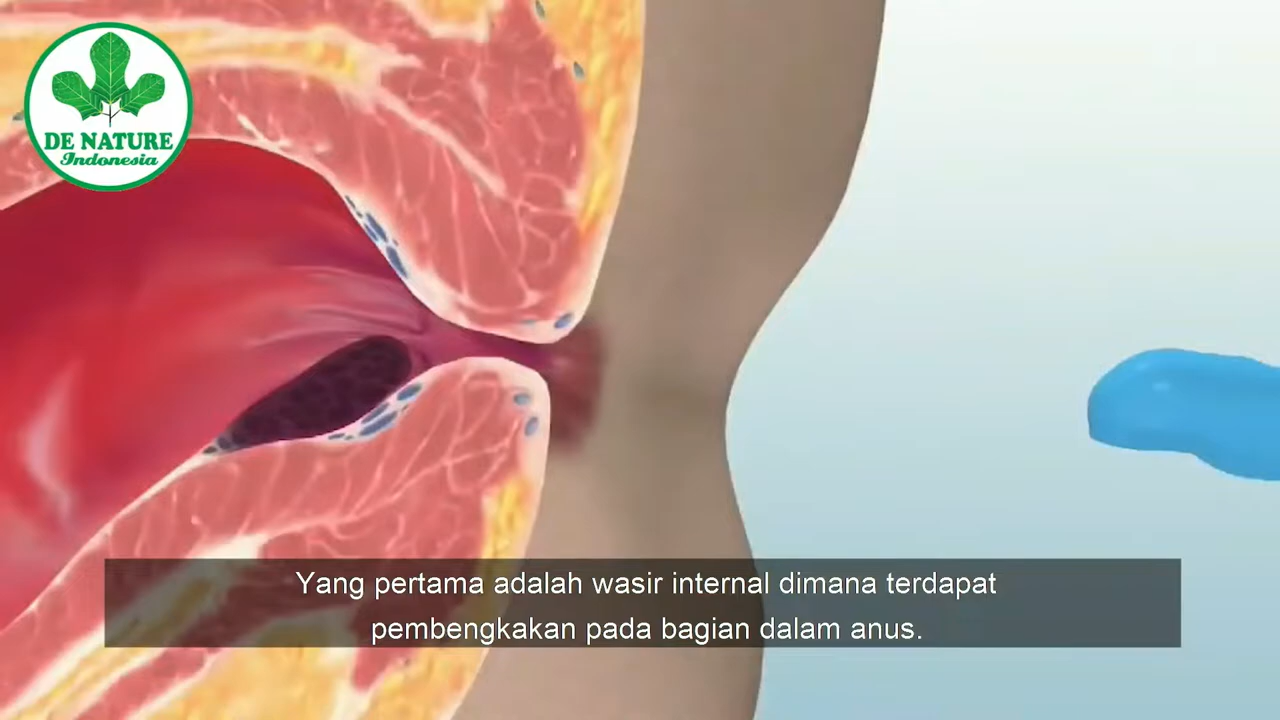 DE NATURE
Indonesia
Yang pertama adalah wasir internal dimana terdapat
pembengkakan pada bagian dalam anus.